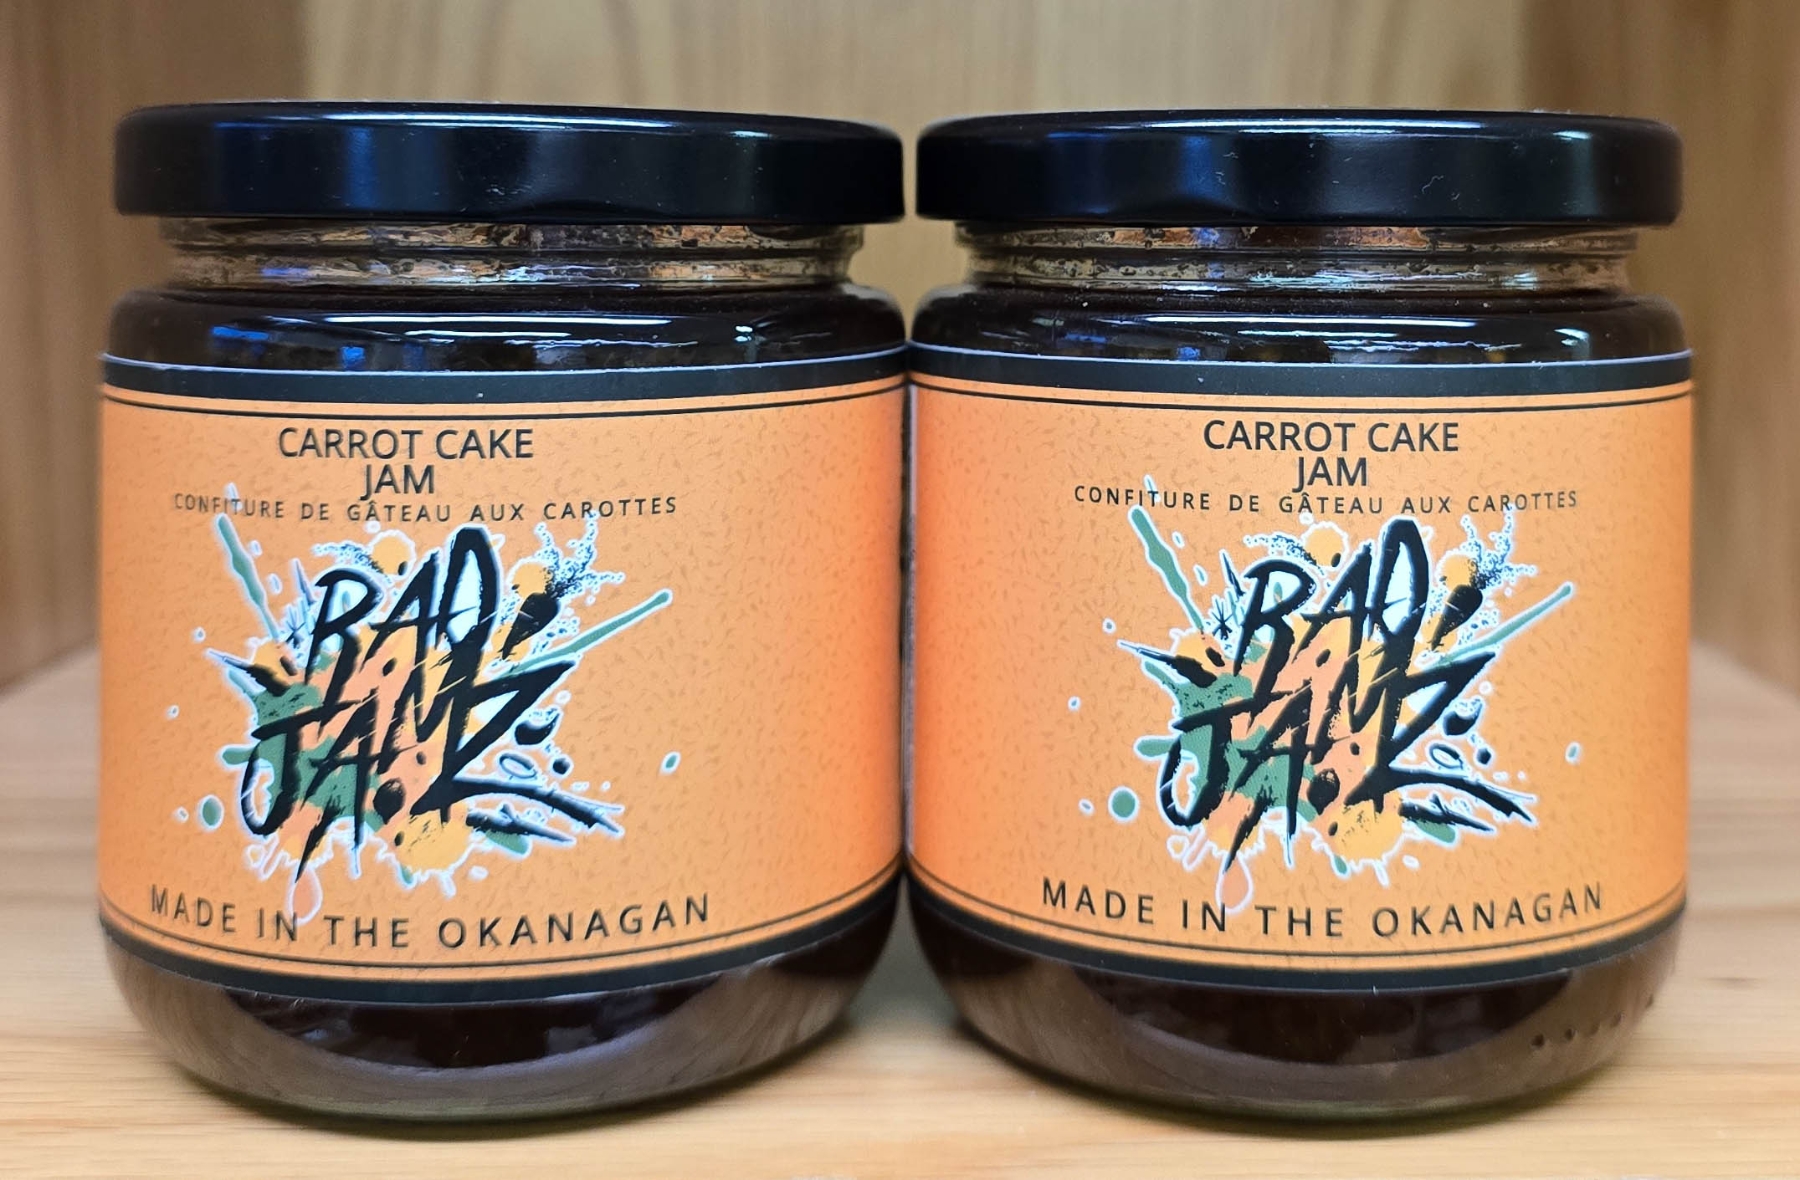 CARROT CAKE
JAM
CONFITURE DE GÂTEAU AUX CAROTTES
RAD
JAMZ
MADE IN THE OKANAGAN
CARROT CAKE
JAM
CONFITURE DE GÂTEAU AUX CAROTTES
RAD
JAMZ
MADE IN THE OKANAGAN